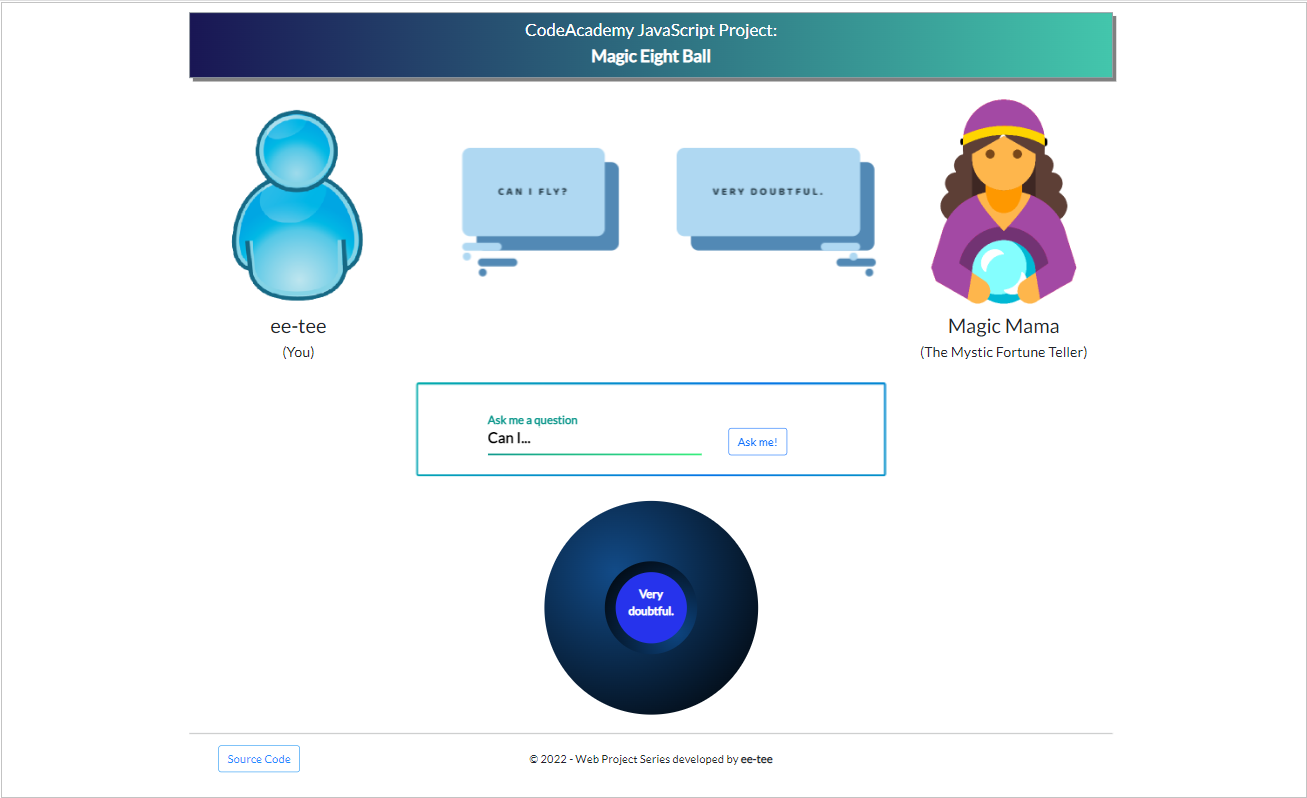 CodeAcademy JavaScript Project:
Magic Eight Ball
CAN I FLY?
VERY DOUBTFUL.
ee-tee
(You)
Magic Mama
(The Mystic Fortune Teller)
Ask me a question
Can I...
Ask me!
Very
doubtful.
Source Code
© 2022 - Web Project Series developed by ee-tee